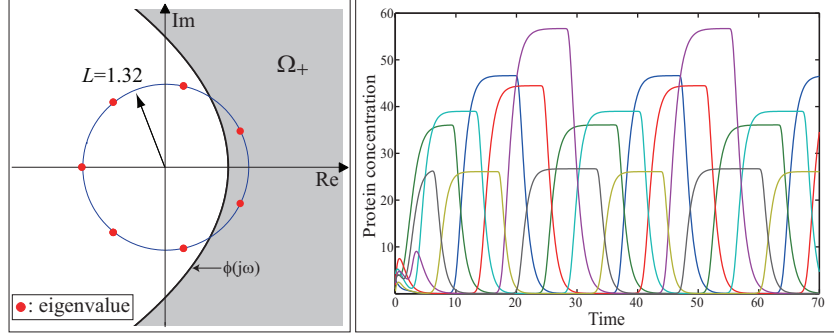 Im
L=1.32
Ω+
Re
ϕ(jω)
: eigenvalue
Protein concentration
60
50
40
30
20
10
0
10
20
30
40
50
60
70
Time